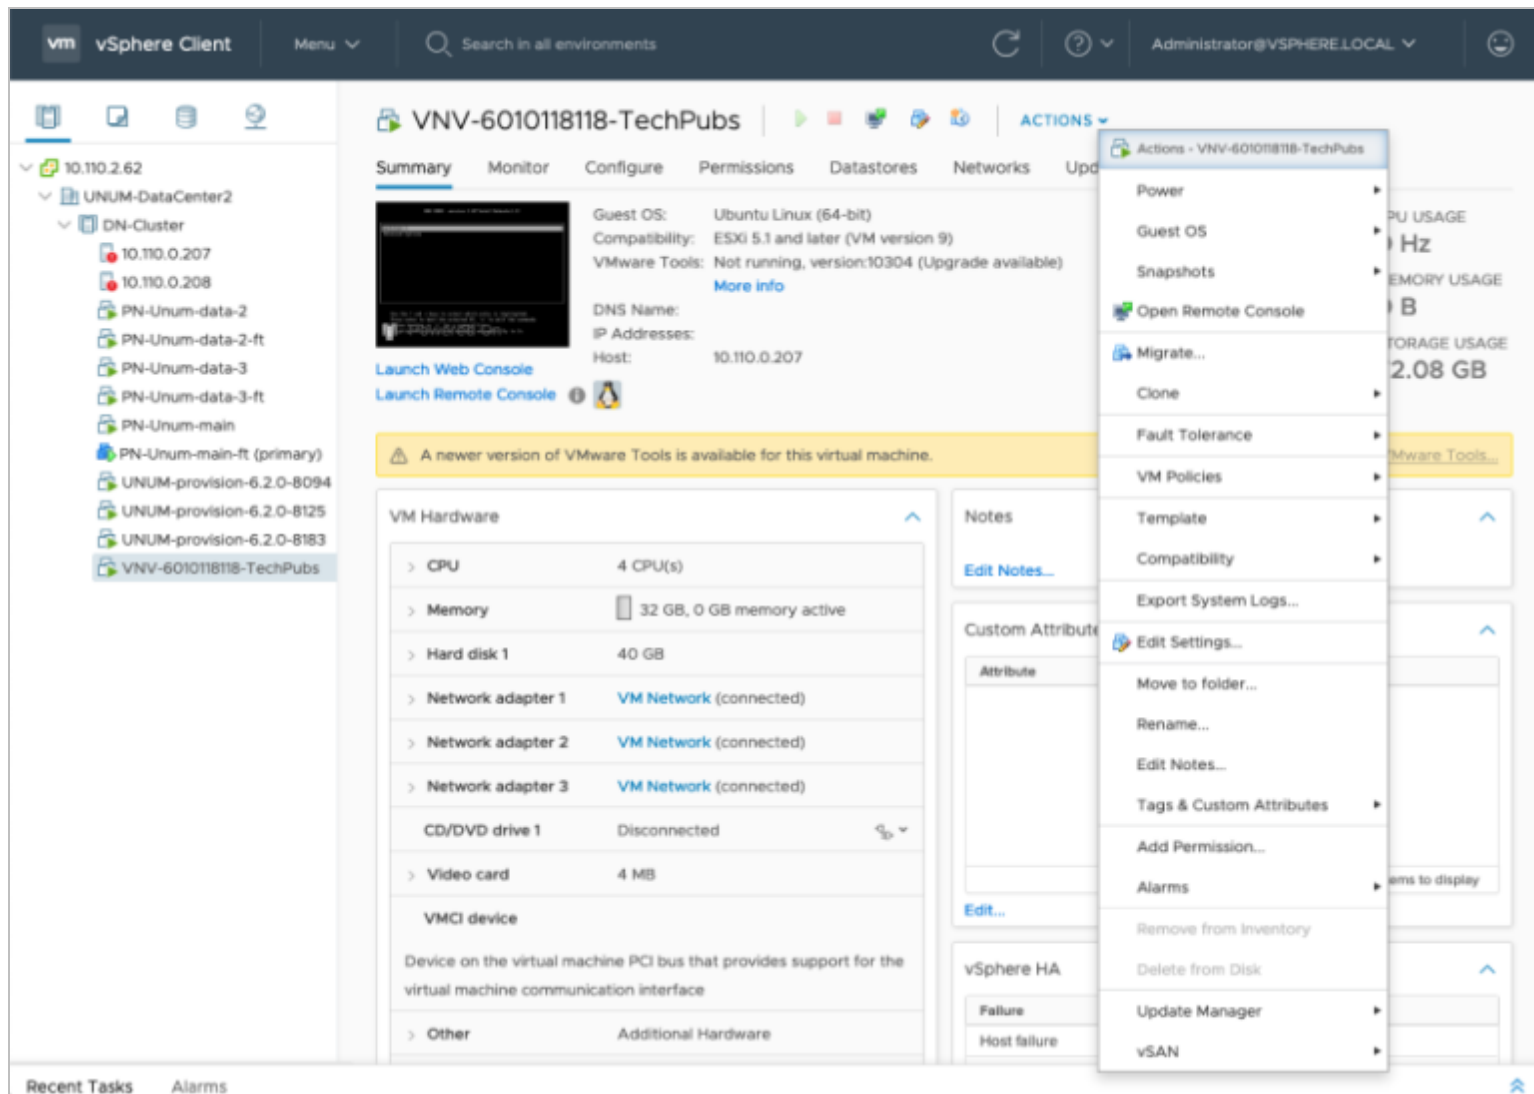 vm vSphere Client Menu Search in all environments Administrator@VSPHERE.LOCAL
VNV-6010118118-TechPubs ACTIONS
10.110.2.62
UNUM-DataCenter2
DN-Cluster
10.110.0.207
10.110.0.208
PN-Unum-data-2
PN-Unum-data-2-ft
PN-Unum-data-3
PN-Unum-data-3-ft
PN-Unum-main
PN-Unum-main-ft (primary)
UNUM-provision-6.2.0-8094
UNUM-provision-6.2.0-8125
UNUM-provision-6.2.0-8183
VNV-6010118118-TechPubs
Summary Monitor Configure Permissions Datastores Networks Upd
Guest OS: Ubuntu Linux (64-bit)
Compatibility: ESXi 5.1 and later (VM version 9)
VMware Tools: Not running, version:10304 (Upgrade available)
More info
DNS Name:
IP Addresses:
Host: 10.110.0.207
Launch Web Console
Launch Remote Console
PU USAGE
Hz
EMORY USAGE
B
TORAGE USAGE
2.08 GB
A newer version of VMware Tools is available for this virtual machine.
Mware Tools...
VM Hardware
CPU 4 CPU(s)
Memory 32 GB, 0 GB memory active
Hard disk 1 40 GB
Network adapter 1 VM Network (connected)
Network adapter 2 VM Network (connected)
Network adapter 3 VM Network (connected)
CD/DVD drive 1 Disconnected
Video card 4 MB
VMCI device
Device on the virtual machine PCI bus that provides support for the
virtual machine communication interface
Other Additional Hardware
Notes
Edit Notes...
Custom Attribute
Attribute
ems to display
Edit...
vSphere HA
Failure
Host failure
Actions - VNV-6010118118-TechPubs
Power
Guest OS
Snapshots
Open Remote Console
Migrate...
Clone
Fault Tolerance
VM Policies
Template
Compatibility
Export System Logs...
Edit Settings...
Move to folder...
Rename...
Edit Notes...
Tags & Custom Attributes
Add Permission...
Alarms
Remove from Inventory
Delete from Disk
Update Manager
vSAN
Recent Tasks Alarms